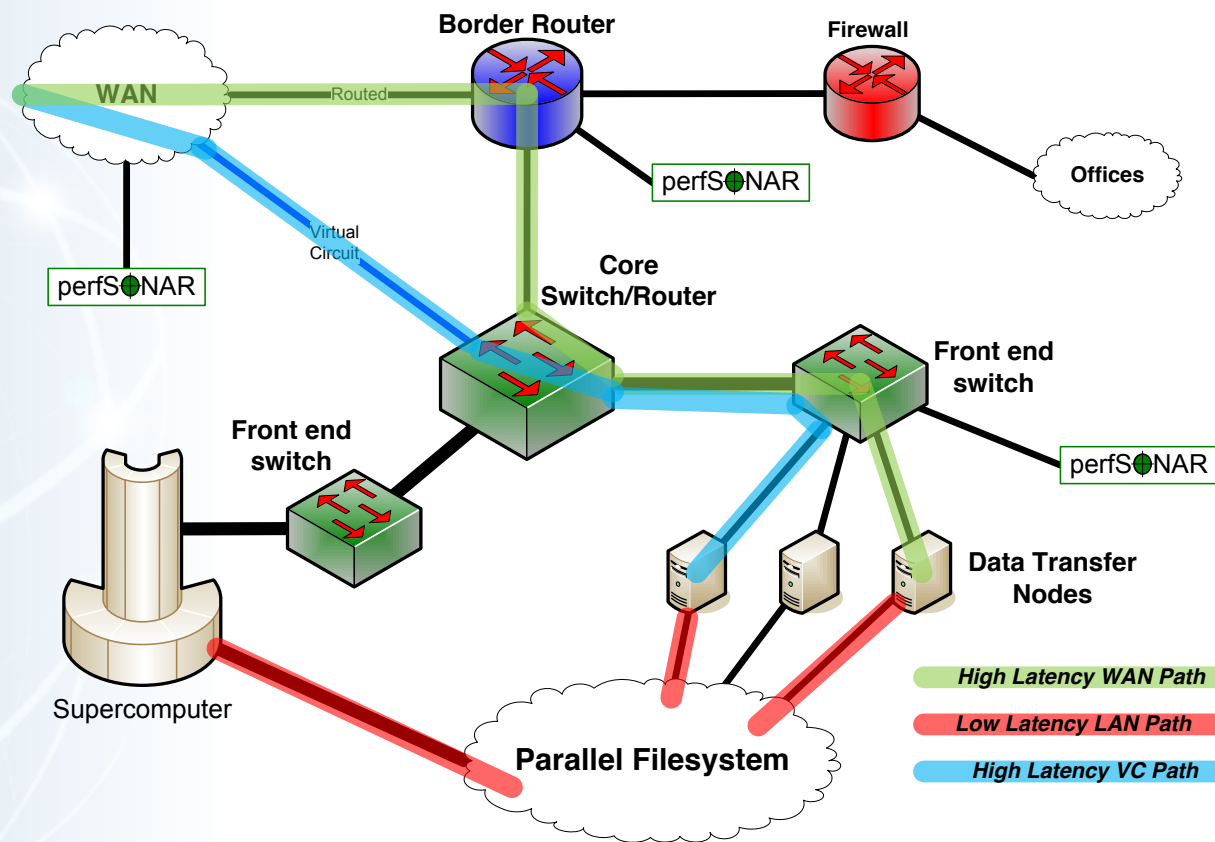 Border Router
Firewall
WAN
Routed
perfSONAR
Offices
Virtual
Circuit
perfSONAR
Core
Switch/Router
Front end
switch
Front end
switch
perfSONAR
Data Transfer
Nodes
High Latency WAN Path
Supercomputer
Low Latency LAN Path
Parallel Filesystem
High Latency VC Path